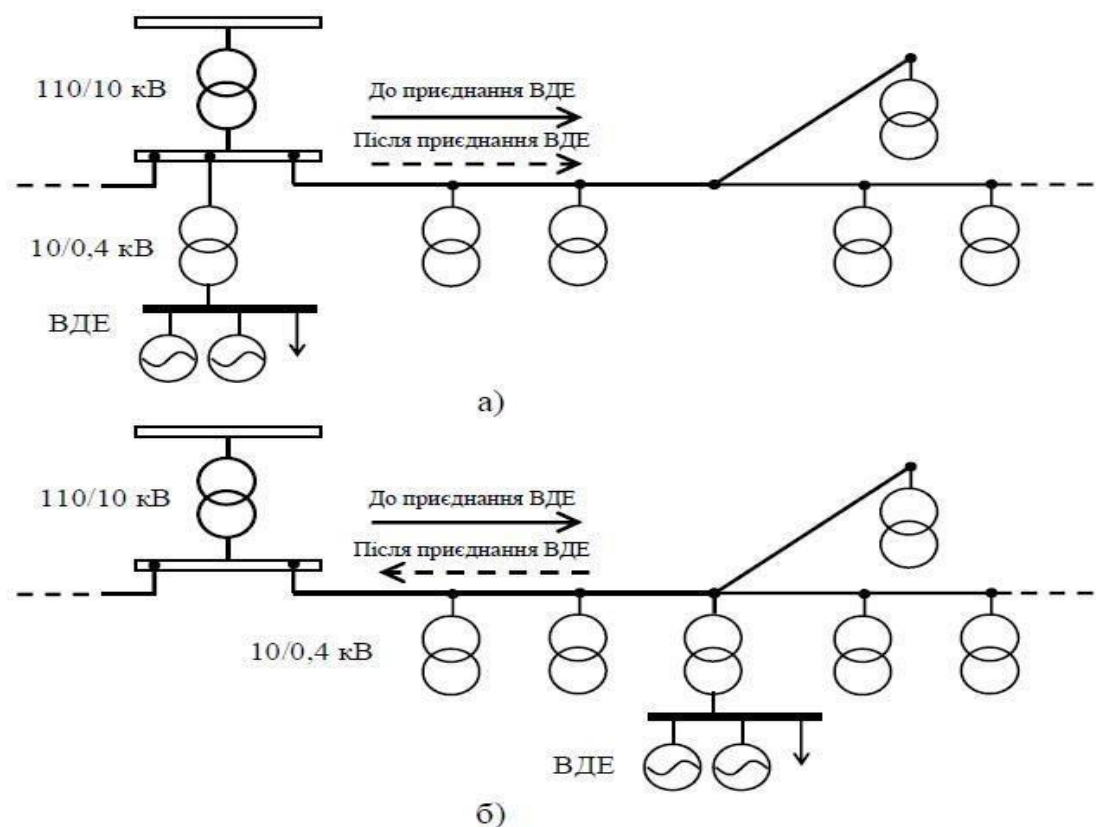 110/10 кВ
До приєднання ВДЕ
Після приєднання ВДЕ
10/0,4 кВ
ВДЕ
а)
110/10 кВ
До приєднання ВДЕ
Після приєднання ВДЕ
10/0,4 кВ
ВДЕ
б)